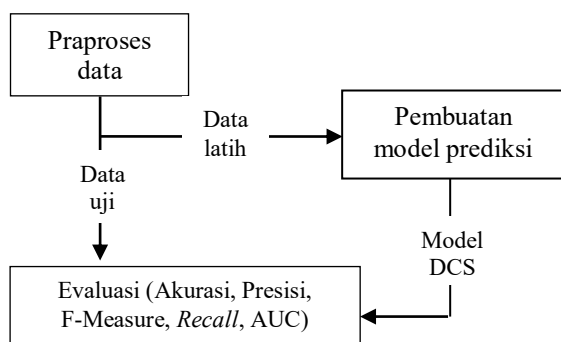 Praproses
data
Data
latih
Pembuatan
model prediksi
Data
uji
Model
DCS
Evaluasi (Akurasi, Presisi,
F-Measure, Recall, AUC)